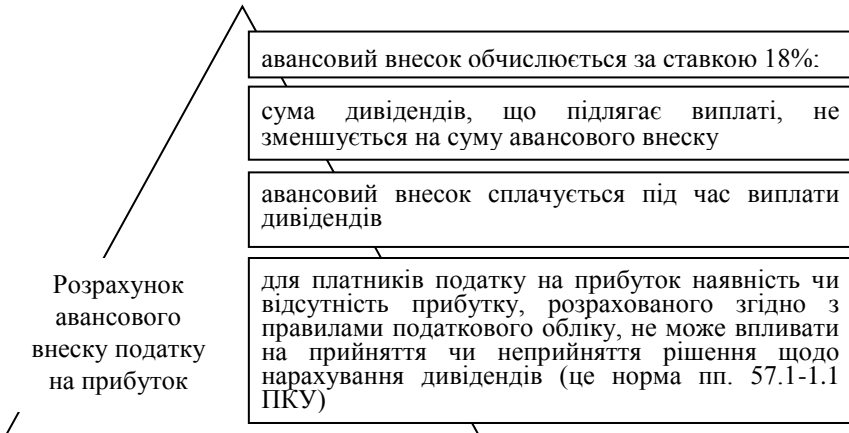 авансовий внесок обчислюється за ставкою 18%:
сума дивідендів, що підлягає виплаті, не
зменшується на суму авансового внеску
авансовий внесок сплачується під час виплати
дивідендів
Розрахунок
авансового
внеску податку
на прибуток
для платників податку на прибуток наявність чи
відсутність прибутку, розрахованого згідно з
правилами податкового обліку, не може впливати
на прийняття чи неприйняття рішення щодо
нарахування дивідендів (це норма пп. 57.1-1.1
ПКУ)